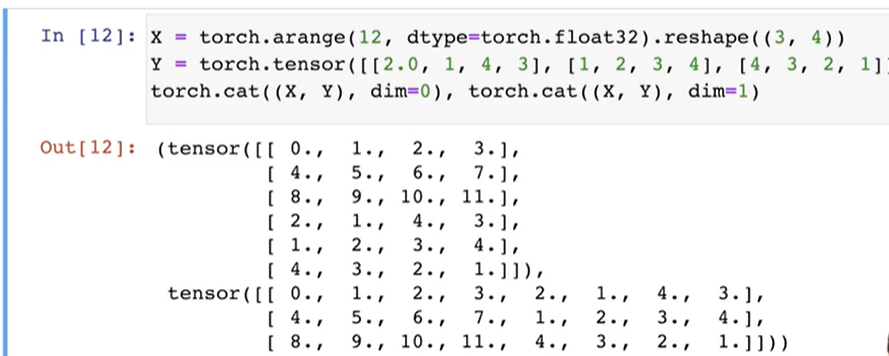 In [12]: X = torch.arange(12, dtype=torch.float32).reshape((3, 4))
Y = torch.tensor([[2.0, 1, 4, 3], [1, 2, 3, 4], [4, 3, 2, 1]]
torch.cat((X, Y), dim=0), torch.cat((X, Y), dim=1)
Out[12]: (tensor([[ 0., 1., 2., 3.],
[ 4., 5., 6., 7.],
[ 8., 9., 10., 11.],
[ 2., 1., 4., 3.],
[ 1., 2., 3., 4.],
[ 4., 3., 2., 1.]]),
tensor([[ 0., 1., 2., 3., 2., 1., 4., 3.],
[ 4., 5., 6., 7., 1., 2., 3., 4.],
[ 8., 9., 10., 11., 4., 3., 2., 1.]]))